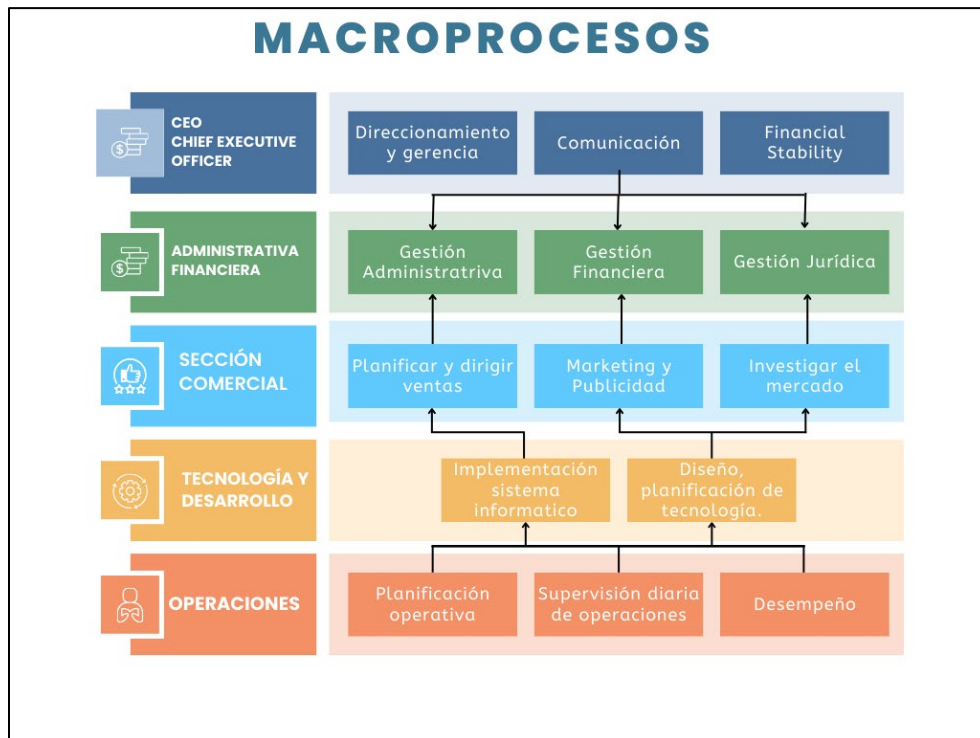 MACROPROCESOS
CEO
CHIEF EXECUTIVE
OFFICER
Direccionamiento
y gerencia
Comunicación
Financial
Stability
ADMINISTRATIVA
FINANCIERA
Gestión
Administratriva
Gestión
Financiera
Gestión Jurídica
SECCIÓN
COMERCIAL
Planificar y dirigir
ventas
Marketing y
Publicidad
Investigar el
mercado
TECNOLOGÍA Y
DESARROLLO
Implementación
sistema
informatico
Diseño,
planificación de
tecnología.
OPERACIONES
Planificación
operativa
Supervisión diaria
de operaciones
Desempeño